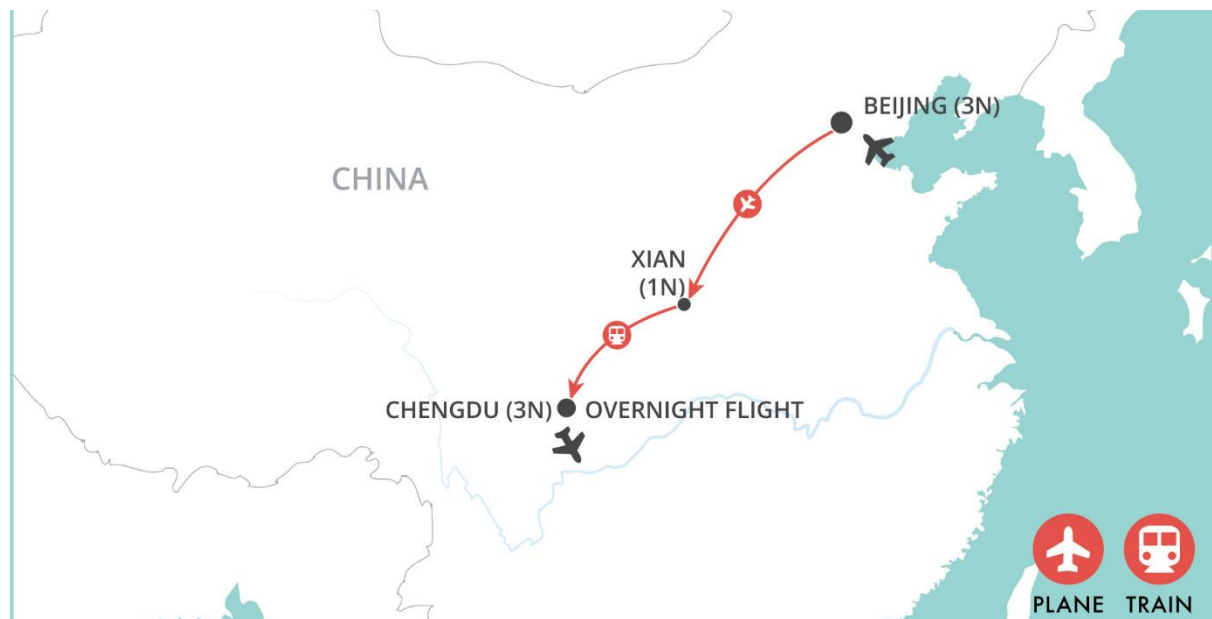 BEIJING (3N)
CHINA
XIAN
(1N)
CHENGDU (3N) OVERNIGHT FLIGHT
PLANE TRAIN